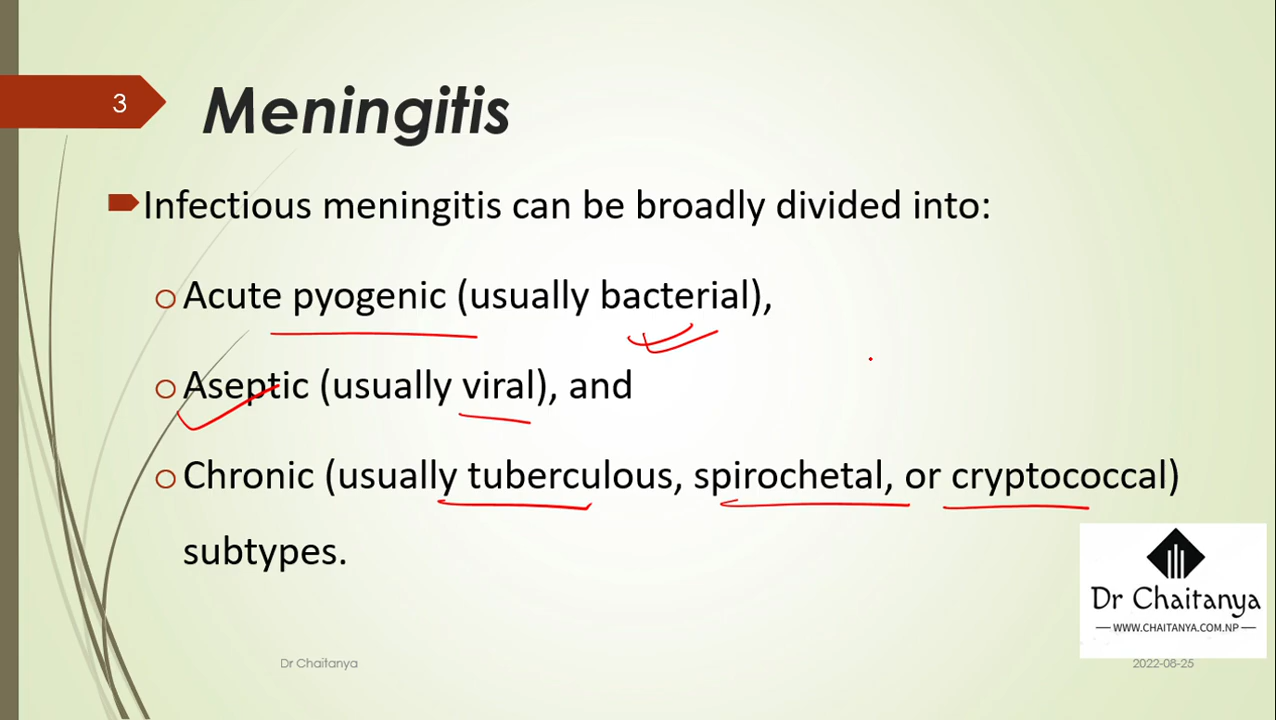 3
Meningitis
Infectious meningitis can be broadly divided into:
Acute pyogenic (usually bacterial),
Aseptic (usually viral), and
Chronic (usually tuberculous, spirochetal, or cryptococcal)
subtypes.
Dr Chaitanya
WWW.CHAITANYA.COM.NP
Dr Chaitanya
2022-08-25